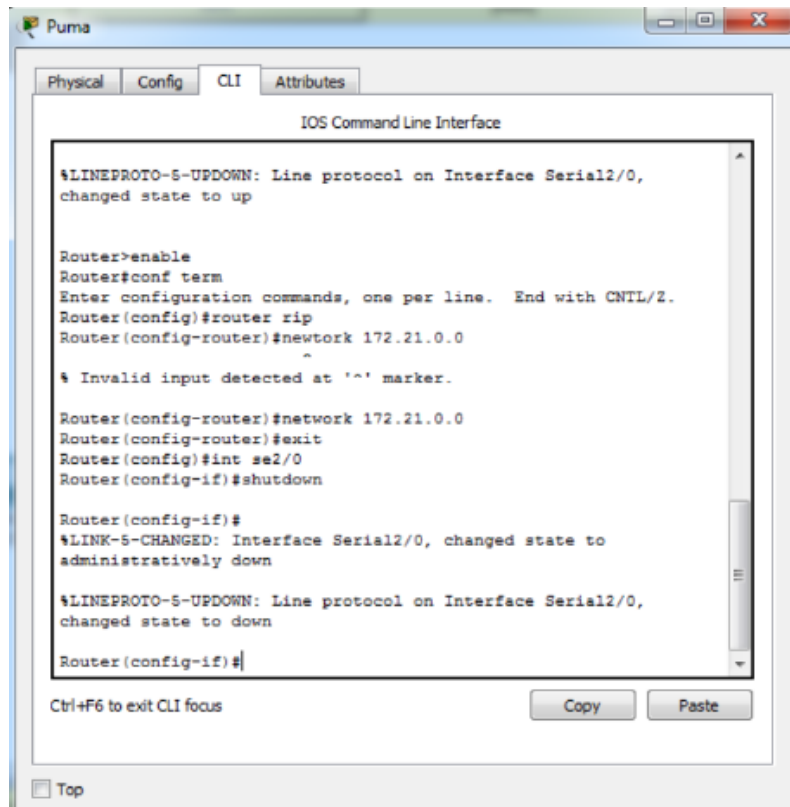 Puma
Physical Config CLI Attributes
IOS Command Line Interface
%LINEPROTO-5-UPDOWN: Line protocol on Interface Serial2/0,
changed state to up
Router>enable
Router#conf term
Enter configuration commands, one per line. End with CNTL/Z.
Router(config)#router rip
Router(config-router)#newtork 172.21.0.0
^
% Invalid input detected at '^' marker.
Router(config-router)#network 172.21.0.0
Router(config-router)#exit
Router(config)#int se2/0
Router(config-if)#shutdown
Router(config-if)#
%LINK-5-CHANGED: Interface Serial2/0, changed state to
administratively down
%LINEPROTO-5-UPDOWN: Line protocol on Interface Serial2/0,
changed state to down
Router(config-if)#
Ctrl+F6 to exit CLI focus
Copy Paste
Top